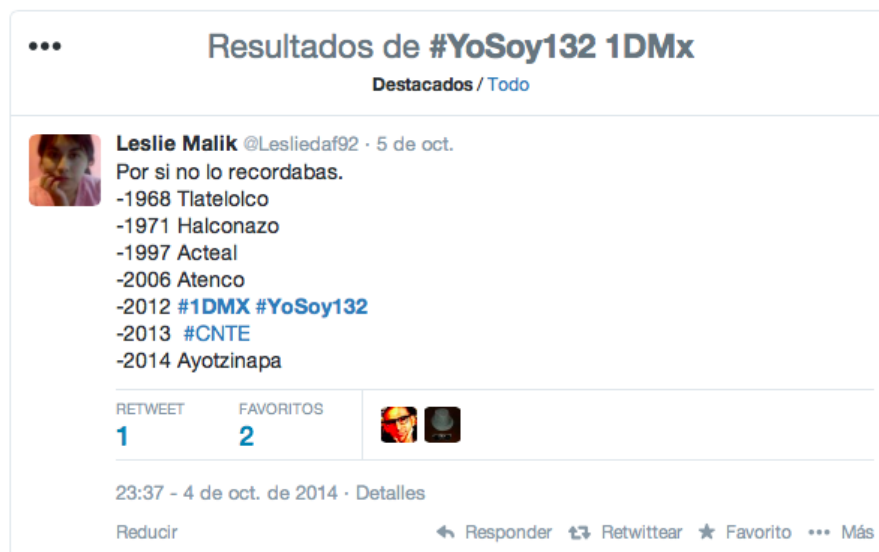 ••• Resultados de #YoSoy132 1DMx
Destacados / Todo
Leslie Malik @Lesliedaf92 · 5 de oct.
Por si no lo recordabas.
-1968 Tlatelolco
-1971 Halconazo
-1997 Acteal
-2006 Atenco
-2012 #1DMX #YoSoy132
-2013 #CNTE
-2014 Ayotzinapa
RETWEET FAVORITOS
1 2
23:37 - 4 de oct. de 2014 · Detalles
Reducir Responder Retwittear Favorito ••• Más